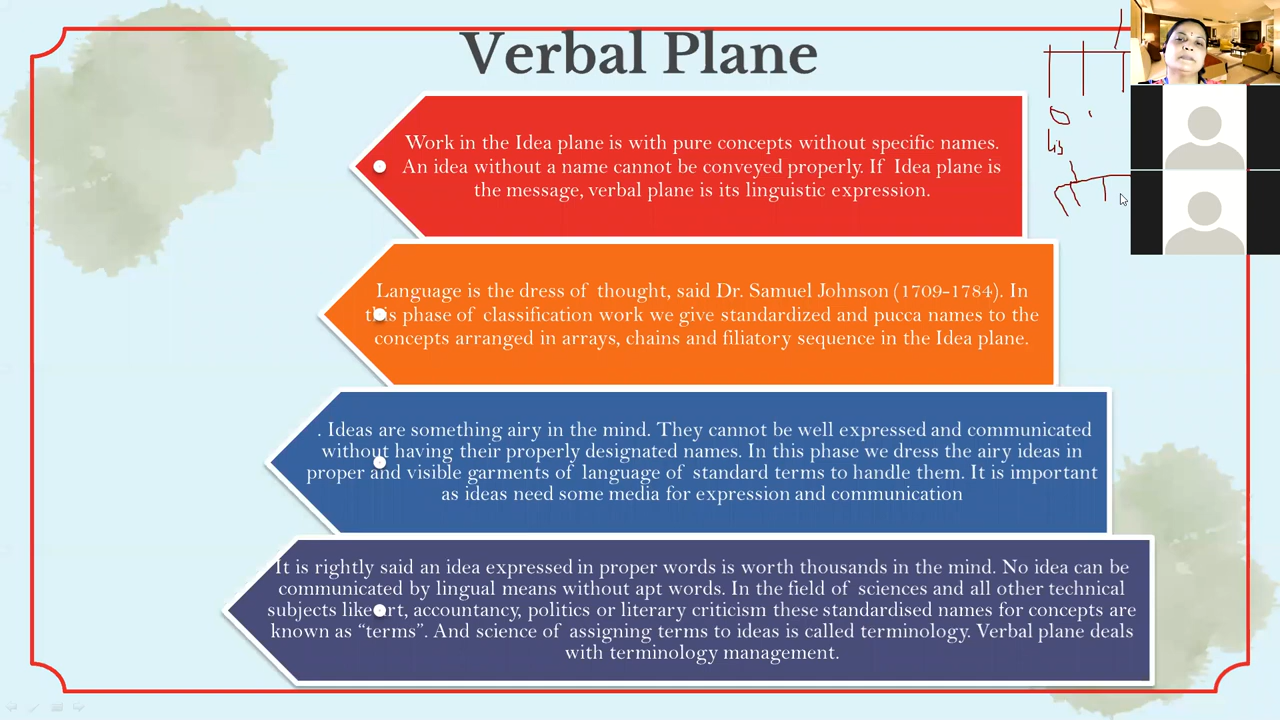 Verbal Plane
Work in the Idea plane is with pure concepts without specific names.
An idea without a name cannot be conveyed properly. If Idea plane is
the message, verbal plane is its linguistic expression.
Language is the dress of thought, said Dr. Samuel Johnson (1709-1784). In
this phase of classification work we give standardized and pucca names to the
concepts arranged in arrays, chains and filiatory sequence in the Idea plane.
. Ideas are something airy in the mind. They cannot be well expressed and communicated
without having their properly designated names. In this phase we dress the airy ideas in
proper and visible garments of language of standard terms to handle them. It is important
as ideas need some media for expression and communication
It is rightly said an idea expressed in proper words is worth thousands in the mind. No idea can be
communicated by lingual means without apt words. In the field of sciences and all other technical
subjects like art, accountancy, politics or literary criticism these standardised names for concepts are
known as “terms”. And science of assigning terms to ideas is called terminology. Verbal plane deals
with terminology management.